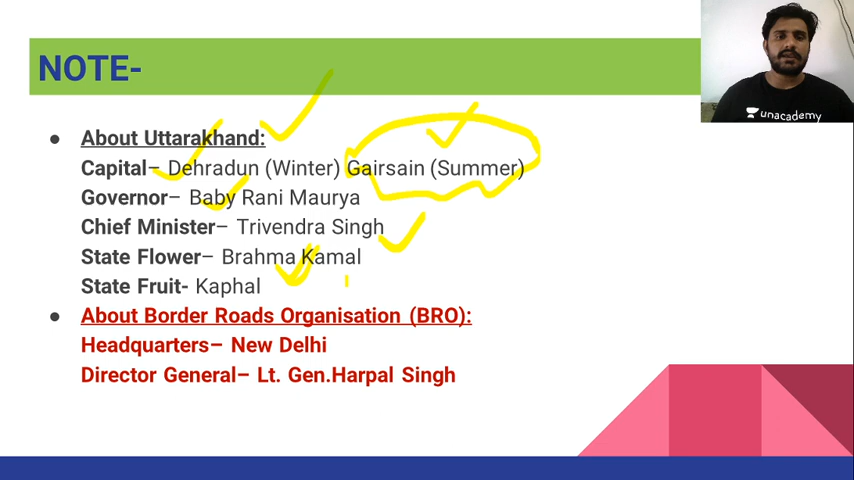 NOTE-
unacademy
● About Uttarakhand:
Capital– Dehradun (Winter) Gairsain (Summer)
Governor– Baby Rani Maurya
Chief Minister– Trivendra Singh
State Flower– Brahma Kamal
State Fruit- Kaphal
● About Border Roads Organisation (BRO):
Headquarters– New Delhi
Director General– Lt. Gen.Harpal Singh